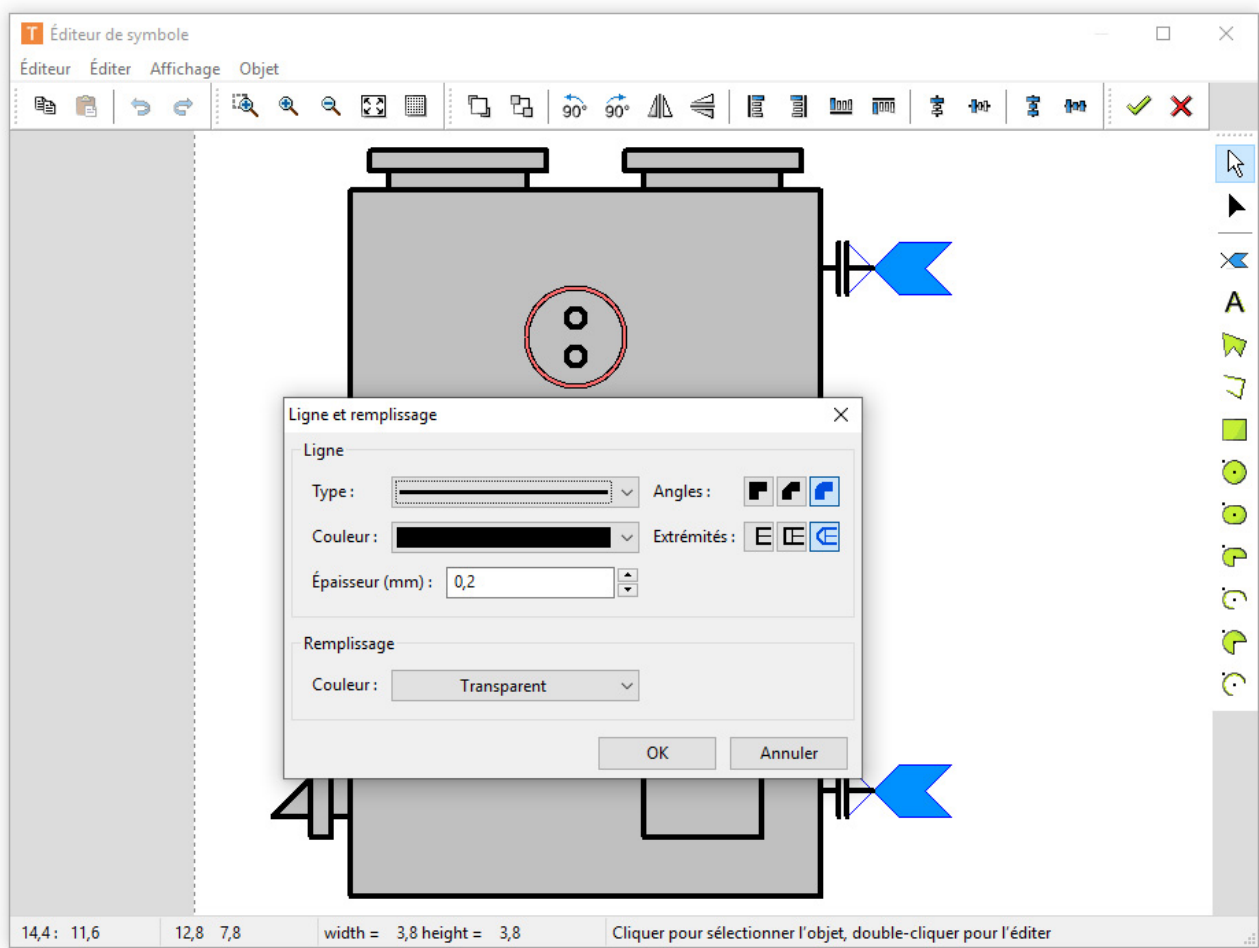 T Éditeur de symbole
Éditeur Éditer Affichage Objet
90° 90°
A
Ligne et remplissage
Ligne
Type : Angles :
Couleur : Extrémités :
Épaisseur (mm) : 0,2
Remplissage
Couleur : Transparent
OK Annuler
14,4 : 11,6 12,8 7,8 width = 3,8 height = 3,8 Cliquer pour sélectionner l'objet, double-cliquer pour l'éditer